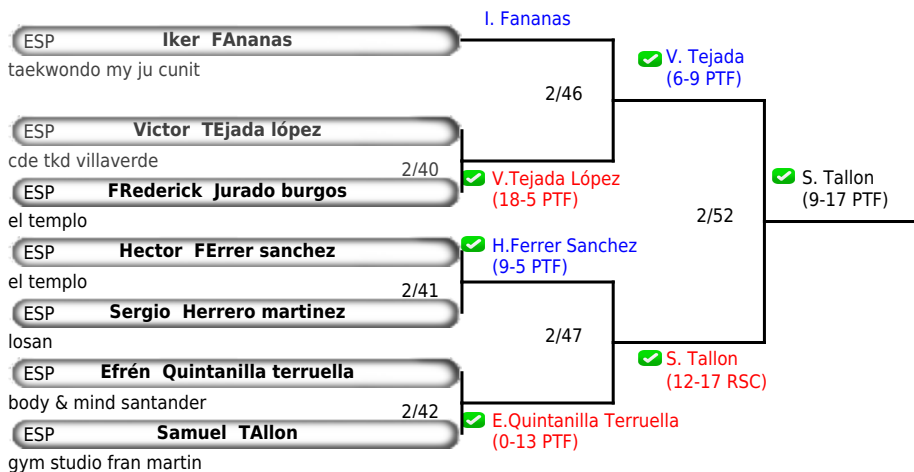 I. Fananas
ESP Iker FAnanas
taekwondo my ju cunit
V. Tejada
(6-9 PTF)
2/46
ESP Victor TEjada lópez
cde tkd villaverde
2/40
V.Tejada López
(18-5 PTF)
ESP FRederick Jurado burgos
el templo
S. Tallon
(9-17 PTF)
2/52
ESP Hector FErrer sanchez
el templo
H.Ferrer Sanchez
(9-5 PTF)
2/41
ESP Sergio Herrero martinez
losan
2/47
S. Tallon
(12-17 RSC)
ESP Efrén Quintanilla terruella
body & mind santander
2/42
E.Quintanilla Terruella
(0-13 PTF)
ESP Samuel TAllon
gym studio fran martin